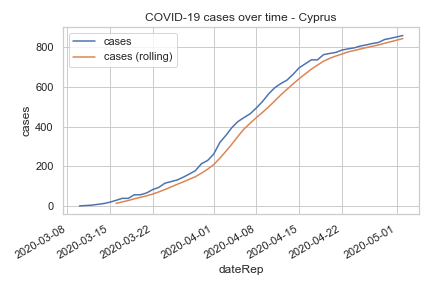 COVID-19 cases over time - Cyprus
cases
cases (rolling)
800
600
400
200
0
cases
2020-03-08
2020-03-15
2020-03-22
2020-04-01
2020-04-08
2020-04-15
2020-04-22
2020-05-01
dateRep